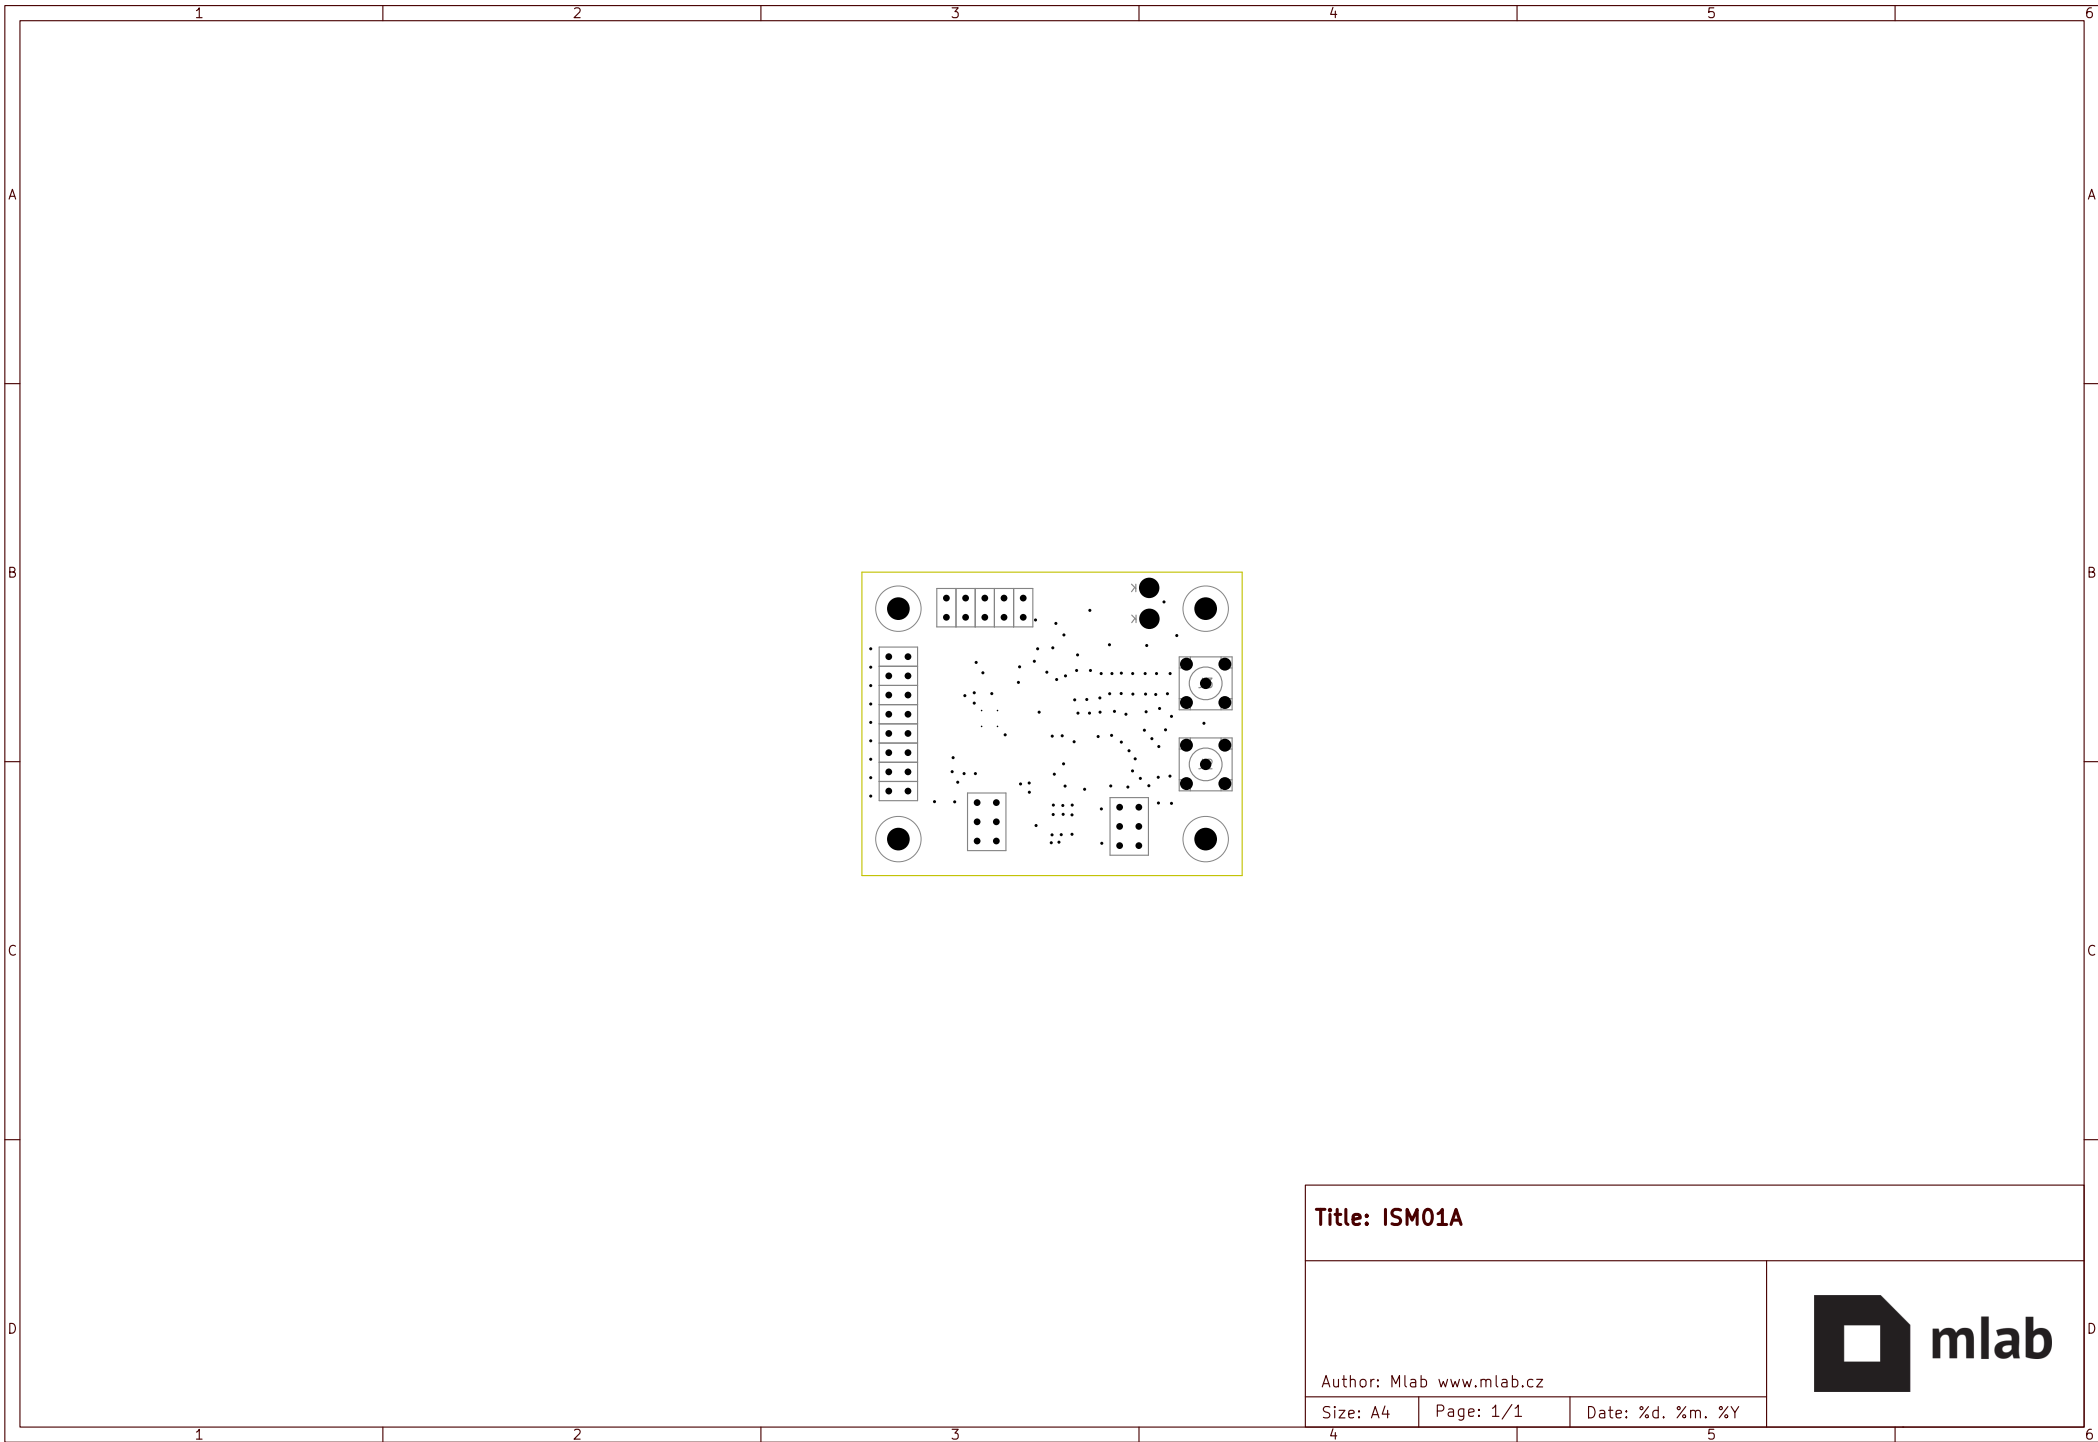 1 2 3 4 5 6
A A
B B
K
K
C C
Title: ISM01A
D D
mlab
Author: Mlab www.mlab.cz
Size: A4 Page: 1/1 Date: %d. %m. %Y
1 2 3 4 5 6